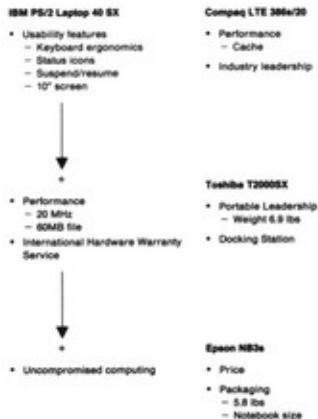 IBM PS/2 Laptop 40 SX
• Usability features
– Keyboard ergonomics
– Status icons
– Suspend/resume
– 10" screen
+
• Performance
– 20 MHz
– 60MB file
• International Hardware Warranty
Service
+
• Uncompromised computing
Compaq LTE 386s/20
• Performance
– Cache
• Industry leadership
Toshiba T2000SX
• Portable Leadership
– Weight 6.9 lbs
• Docking Station
Epson NB3s
• Price
• Packaging
– 5.8 lbs
– Notebook size